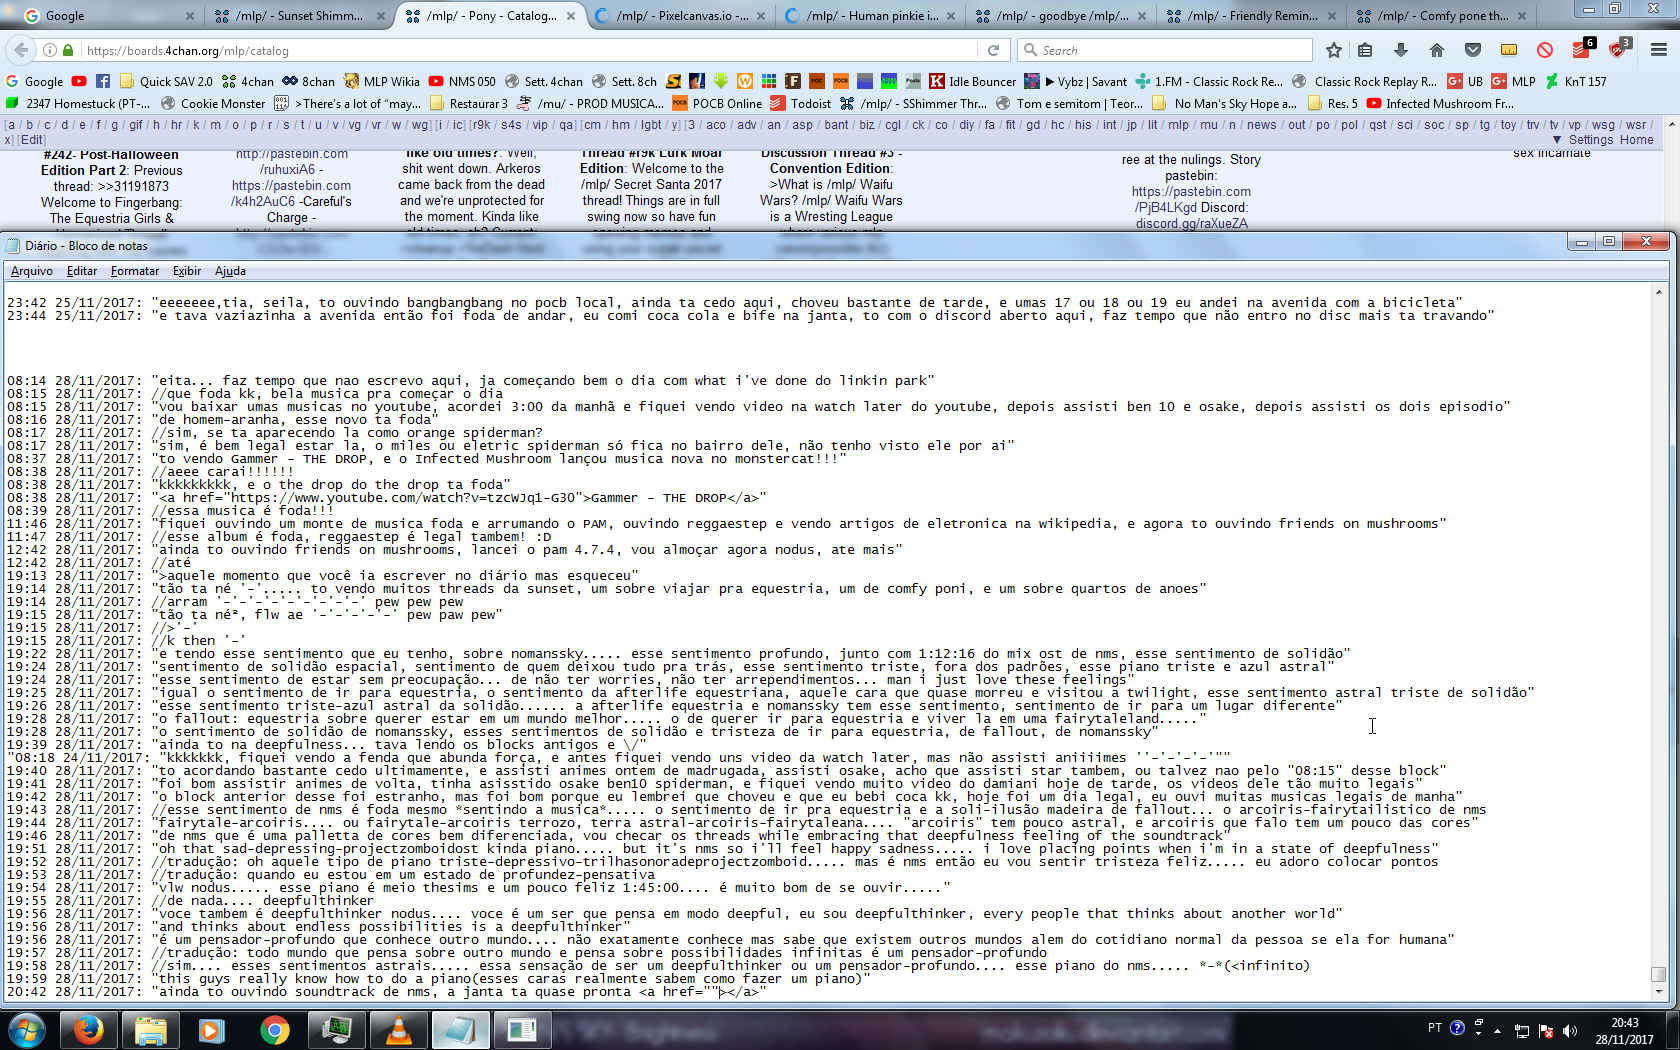 Google
/mlp/ - Sunset Shimm...
/mlp/ - Pony - Catalog...
/mlp/ - Pixelcanvas.io -...
/mlp/ - Human pinkie i...
/mlp/ - goodbye /mlp/...
/mlp/ - Friendly Remin...
/mlp/ - Comfy pone th...
https://boards.4chan.org/mlp/catalog
Search
6
3
Google
Quick SAV 2.0
4chan
8chan
MLP Wikia
NMS 050
Sett. 4chan
Sett. 8ch
Idle Bouncer
► Vybz | Savant
1.FM - Classic Rock Re...
Classic Rock Replay R...
UB
MLP
KnT 157
2347 Homestuck (PT-...
Cookie Monster
>There's a lot of "may...
Restaurar 3
/mu/ - PROD MUSICA...
POCB Online
Todoist
/mlp/ - SShimmer Thr...
Tom e semitom | Teor...
No Man's Sky Hope a...
Res. 5
Infected Mushroom Fr...
[a / b / c / d / e / f / g / gif / h / hr / k / m / o / p / r / s / t / u / v / vg / vr / w / wg] [i / ic] [r9k / s4s / vip / qa] [cm / hm / lgbt / y] [3 / aco / adv / an / asp / bant / biz / cgl / ck / co / diy / fa / fit / gd / hc / his / int / jp / lit / mlp / mu / n / news / out / po / pol / qst / sci / soc / sp / tg / toy / trv / tv / vp / wsg / wsr /
x] [Edit]
▼ Settings Home
#242- Post-Halloween
Edition Part 2: Previous
thread: >>31191873
Welcome to Fingerbang:
The Equestria Girls &
http://pastebin.com
/ruhuxiA6 -
https://pastebin.com
/k4h2AuC6 -Careful's
Charge -
like old times?: Well,
shit went down. Arkeros
came back from the dead
and we're unprotected for
the moment. Kinda like
Thread #r9k Lurk Moar
Edition: Welcome to the
/mlp/ Secret Santa 2017
thread! Things are in full
swing now so have fun
Discussion Thread #3 -
Convention Edition:
>What is /mlp/ Waifu
Wars? /mlp/ Waifu Wars
is a Wresting League
ree at the nulings. Story
pastebin:
https://pastebin.com
/PjB4LKgd Discord:
discord.gg/raXueZA
sex incarnate
Diário - Bloco de notas
Arquivo Editar Formatar Exibir Ajuda
23:42 25/11/2017: "eeeeeee,tia, seila, to ouvindo bangbangbang no pocb local, ainda ta cedo aqui, choveu bastante de tarde, e umas 17 ou 18 ou 19 eu andei na avenida com a bicicleta"
23:44 25/11/2017: "e tava vaziazinha a avenida então foi foda de andar, eu comi coca cola e bife na janta, to com o discord aberto aqui, faz tempo que não entro no disc mais ta travando"
08:14 28/11/2017: "eita... faz tempo que nao escrevo aqui, ja começando bem o dia com what i've done do linkin park"
08:15 28/11/2017: //que foda kk, bela musica pra começar o dia
08:15 28/11/2017: "vou baixar umas musicas no youtube, acordei 3:00 da manhã e fiquei vendo video na watch later do youtube, depois assisti ben 10 e osake, depois assisti os dois episodio"
08:16 28/11/2017: "de homem-aranha, esse novo ta foda"
08:17 28/11/2017: //sim, se ta aparecendo la como orange spiderman?
08:17 28/11/2017: "sim, é bem legal estar la, o miles ou eletric spiderman só fica no bairro dele, não tenho visto ele por ai"
08:37 28/11/2017: "to vendo Gammer - THE DROP, e o Infected Mushroom lançou musica nova no monstercat!!!"
08:38 28/11/2017: //aeee carai!!!!!!
08:38 28/11/2017: "kkkkkkkkk, e o the drop do the drop ta foda"
08:38 28/11/2017: "<a href="https://www.youtube.com/watch?v=tzcWJq1-G30">Gammer - THE DROP</a>"
08:39 28/11/2017: //essa musica é foda!!!
11:46 28/11/2017: "fiquei ouvindo um monte de musica foda e arrumando o PAM, ouvindo reggaestep e vendo artigos de eletronica na wikipedia, e agora to ouvindo friends on mushrooms"
11:47 28/11/2017: //esse album é foda, reggaestep é legal tambem! :D
12:42 28/11/2017: "ainda to ouvindo friends on mushrooms, lancei o pam 4.7.4, vou almoçar agora nodus, ate mais"
12:42 28/11/2017: //até
19:13 28/11/2017: ">aquele momento que você ia escrever no diário mas esqueceu"
19:14 28/11/2017: "tão ta né '-'..... to vendo muitos threads da sunset, um sobre viajar pra equestria, um de comfy poni, e um sobre quartos de anoes"
19:14 28/11/2017: //arram '-'-'-'-'-'-'-'-'-' pew pew pew
19:15 28/11/2017: "tão ta né², flw ae '-'-'-'-'-' pew paw pew"
19:15 28/11/2017: //>'-'
19:15 28/11/2017: //k then '-'
19:22 28/11/2017: "e tendo esse sentimento que eu tenho, sobre nomanssky..... esse sentimento profundo, junto com 1:12:16 do mix ost de nms, esse sentimento de solidão"
19:24 28/11/2017: "sentimento de solidão espacial, sentimento de quem deixou tudo pra trás, esse sentimento triste, fora dos padrões, esse piano triste e azul astral"
19:24 28/11/2017: "esse sentimento de estar sem preocupação... de não ter worries, não ter arrependimentos... man i just love these feelings"
19:25 28/11/2017: "igual o sentimento de ir para equestria, o sentimento da afterlife equestriana, aquele cara que quase morreu e visitou a twilight, esse sentimento astral triste de solidão"
19:26 28/11/2017: "esse sentimento triste-azul astral da solidão...... a afterlife equestria e nomanssky tem esse sentimento, sentimento de ir para um lugar diferente"
19:28 28/11/2017: "o fallout: equestria sobre querer estar em um mundo melhor..... o de querer ir para equestria e viver la em uma fairytaleland....."
19:28 28/11/2017: "o sentimento de solidão de nomanssky, esses sentimentos de solidão e tristeza de ir para equestria, de fallout, de nomanssky"
19:39 28/11/2017: "ainda to na deepfulness... tava lendo os blocks antigos e \/"
"08:18 24/11/2017: "kkkkkkk, fiquei vendo a fenda que abunda força, e antes fiquei vendo uns video da watch later, mas não assisti aniiiimes ''-'-'-'-'""
19:40 28/11/2017: "to acordando bastante cedo ultimamente, e assisti animes ontem de madrugada, assisti osake, acho que assisti star tambem, ou talvez nao pelo "08:15" desse block"
19:41 28/11/2017: "foi bom assistir animes de volta, tinha asisstido osake ben10 spiderman, e fiquei vendo muito video do damiani hoje de tarde, os videos dele tão muito legais"
19:42 28/11/2017: "o block anterior desse foi estranho, mas foi bom porque eu lembrei que choveu e que eu bebi coca kk, hoje foi um dia legal, eu ouvi muitas musicas legais de manha"
19:43 28/11/2017: //esse sentimento de nms é foda mesmo *sentindo a musica*..... o sentimento de ir pra equestria e a soli-ilusão madeira de fallout... o arcoiris-fairytailistico de nms
19:44 28/11/2017: "fairytale-arcoiris.... ou fairytale-arcoiris terrozo, terra astral-arcoiris-fairytaleana.... "arcoiris" tem pouco astral, e arcoiris que falo tem um pouco das cores"
19:46 28/11/2017: "de nms que é uma palletta de cores bem diferenciada, vou checar os threads while embracing that deepfulness feeling of the soundtrack"
19:51 28/11/2017: "oh that sad-depressing-projectzomboidost kinda piano..... but it's nms so i'll feel happy sadness..... i love placing points when i'm in a state of deepfulness"
19:52 28/11/2017: //tradução: oh aquele tipo de piano triste-depressivo-trilhasonoradeprojectzomboid..... mas é nms então eu vou sentir tristeza feliz..... eu adoro colocar pontos
19:53 28/11/2017: //tradução: quando eu estou em um estado de profundez-pensativa
19:54 28/11/2017: "vlw nodus..... esse piano é meio thesims e um pouco feliz 1:45:00.... é muito bom de se ouvir....."
19:55 28/11/2017: //de nada.... deepfulthinker
19:56 28/11/2017: "voce tambem é deepfulthinker nodus.... voce é um ser que pensa em modo deepful, eu sou deepfulthinker, every people that thinks about another world"
19:56 28/11/2017: "and thinks about endless possibilities is a deepfulthinker"
19:56 28/11/2017: "é um pensador-profundo que conhece outro mundo.... não exatamente conhece mas sabe que existem outros mundos alem do cotidiano normal da pessoa se ela for humana"
19:57 28/11/2017: //tradução: todo mundo que pensa sobre outro mundo e pensa sobre possibilidades infinitas é um pensador-profundo
19:58 28/11/2017: //sim.... esses sentimentos astrais..... essa sensação de ser um deepfulthinker ou um pensador-profundo.... esse piano do nms..... *-*(<infinito)
19:59 28/11/2017: "this guys really know how to do a piano(esses caras realmente sabem como fazer um piano)"
20:42 28/11/2017: "ainda to ouvindo soundtrack de nms, a janta ta quase pronta <a href=""></a>"
PT
20:43
28/11/2017